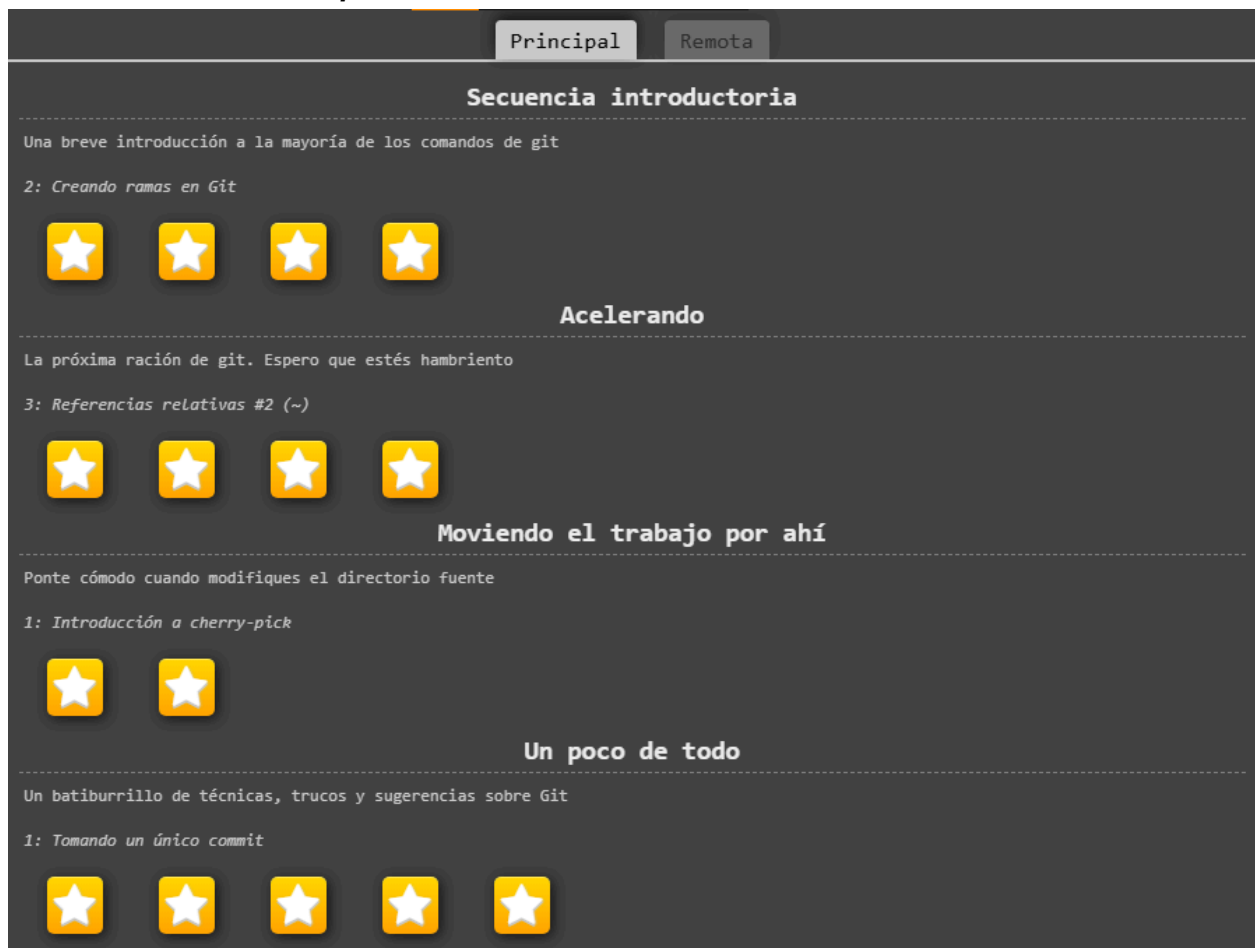 Principal
Remota
Secuencia introductoria
Una breve introducción a la mayoría de los comandos de git
2: Creando ramas en Git
Acelerando
La próxima ración de git. Espero que estés hambriento
3: Referencias relativas #2 (~)
Moviendo el trabajo por ahí
Ponte cómodo cuando modifiques el directorio fuente
1: Introducción a cherry-pick
Un poco de todo
Un batiburrillo de técnicas, trucos y sugerencias sobre Git
1: Tomando un único commit